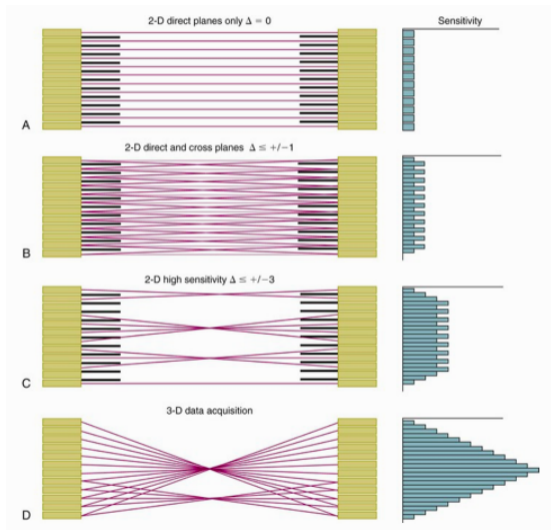 2-D direct planes only Δ = 0
Sensitivity
A
2-D direct and cross planes Δ ≤ +/−1
B
2-D high sensitivity Δ ≤ +/−3
C
3-D data acquisition
D